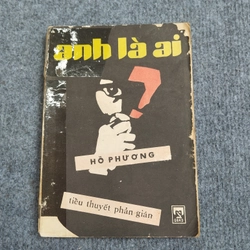 anh là ai
?
HỒ PHƯƠNG
tiểu thuyết phản gián